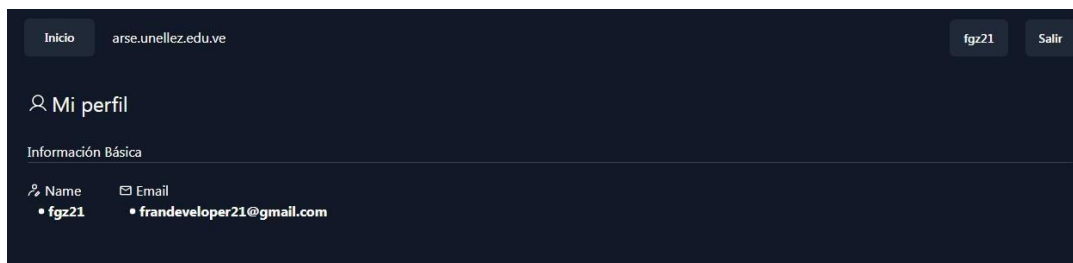 Inicio arse.unellez.edu.ve fgz21 Salir
Mi perfil
Información Básica
Name Email
• fgz21 • frandeveloper21@gmail.com